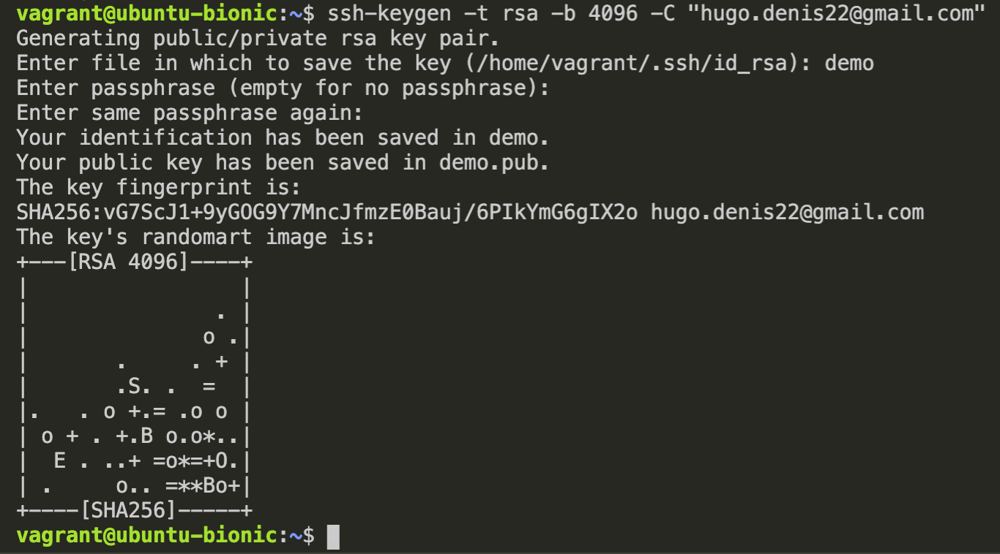 vagrant@ubuntu-bionic:~$ ssh-keygen -t rsa -b 4096 -C "hugo.denis22@gmail.com"
Generating public/private rsa key pair.
Enter file in which to save the key (/home/vagrant/.ssh/id_rsa): demo
Enter passphrase (empty for no passphrase):
Enter same passphrase again:
Your identification has been saved in demo.
Your public key has been saved in demo.pub.
The key fingerprint is:
SHA256:vG7ScJ1+9yGOG9Y7MncJfmzE0Bauj/6PIkYmG6gIX2o hugo.denis22@gmail.com
The key's randomart image is:
+---[RSA 4096]----+
|                 |
|               . |
|              o .|
|       .     . + |
|       .S. .  =  |
|.   . o +.= .o o |
| o + . +.B o.o*..|
|  E . ..+ =o*=+O.|
| .     o.. =**Bo+|
+----[SHA256]-----+
vagrant@ubuntu-bionic:~$